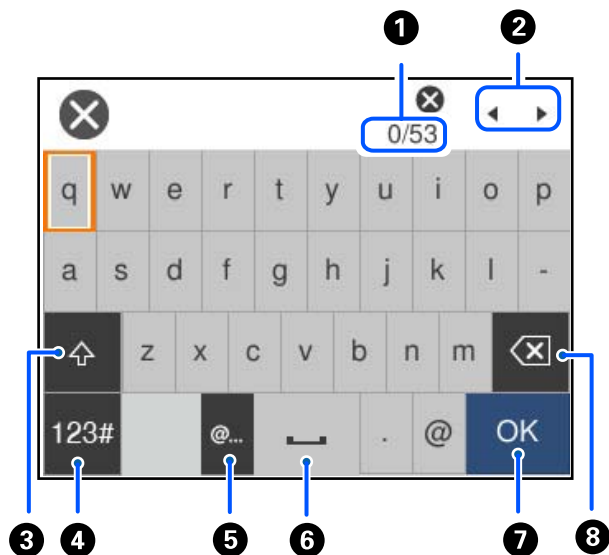 1 2
0/53
q w e r t y u i o p
a s d f g h j k l -
z x c v b n m
123# @... . @ OK
3 4 5 6 7 8